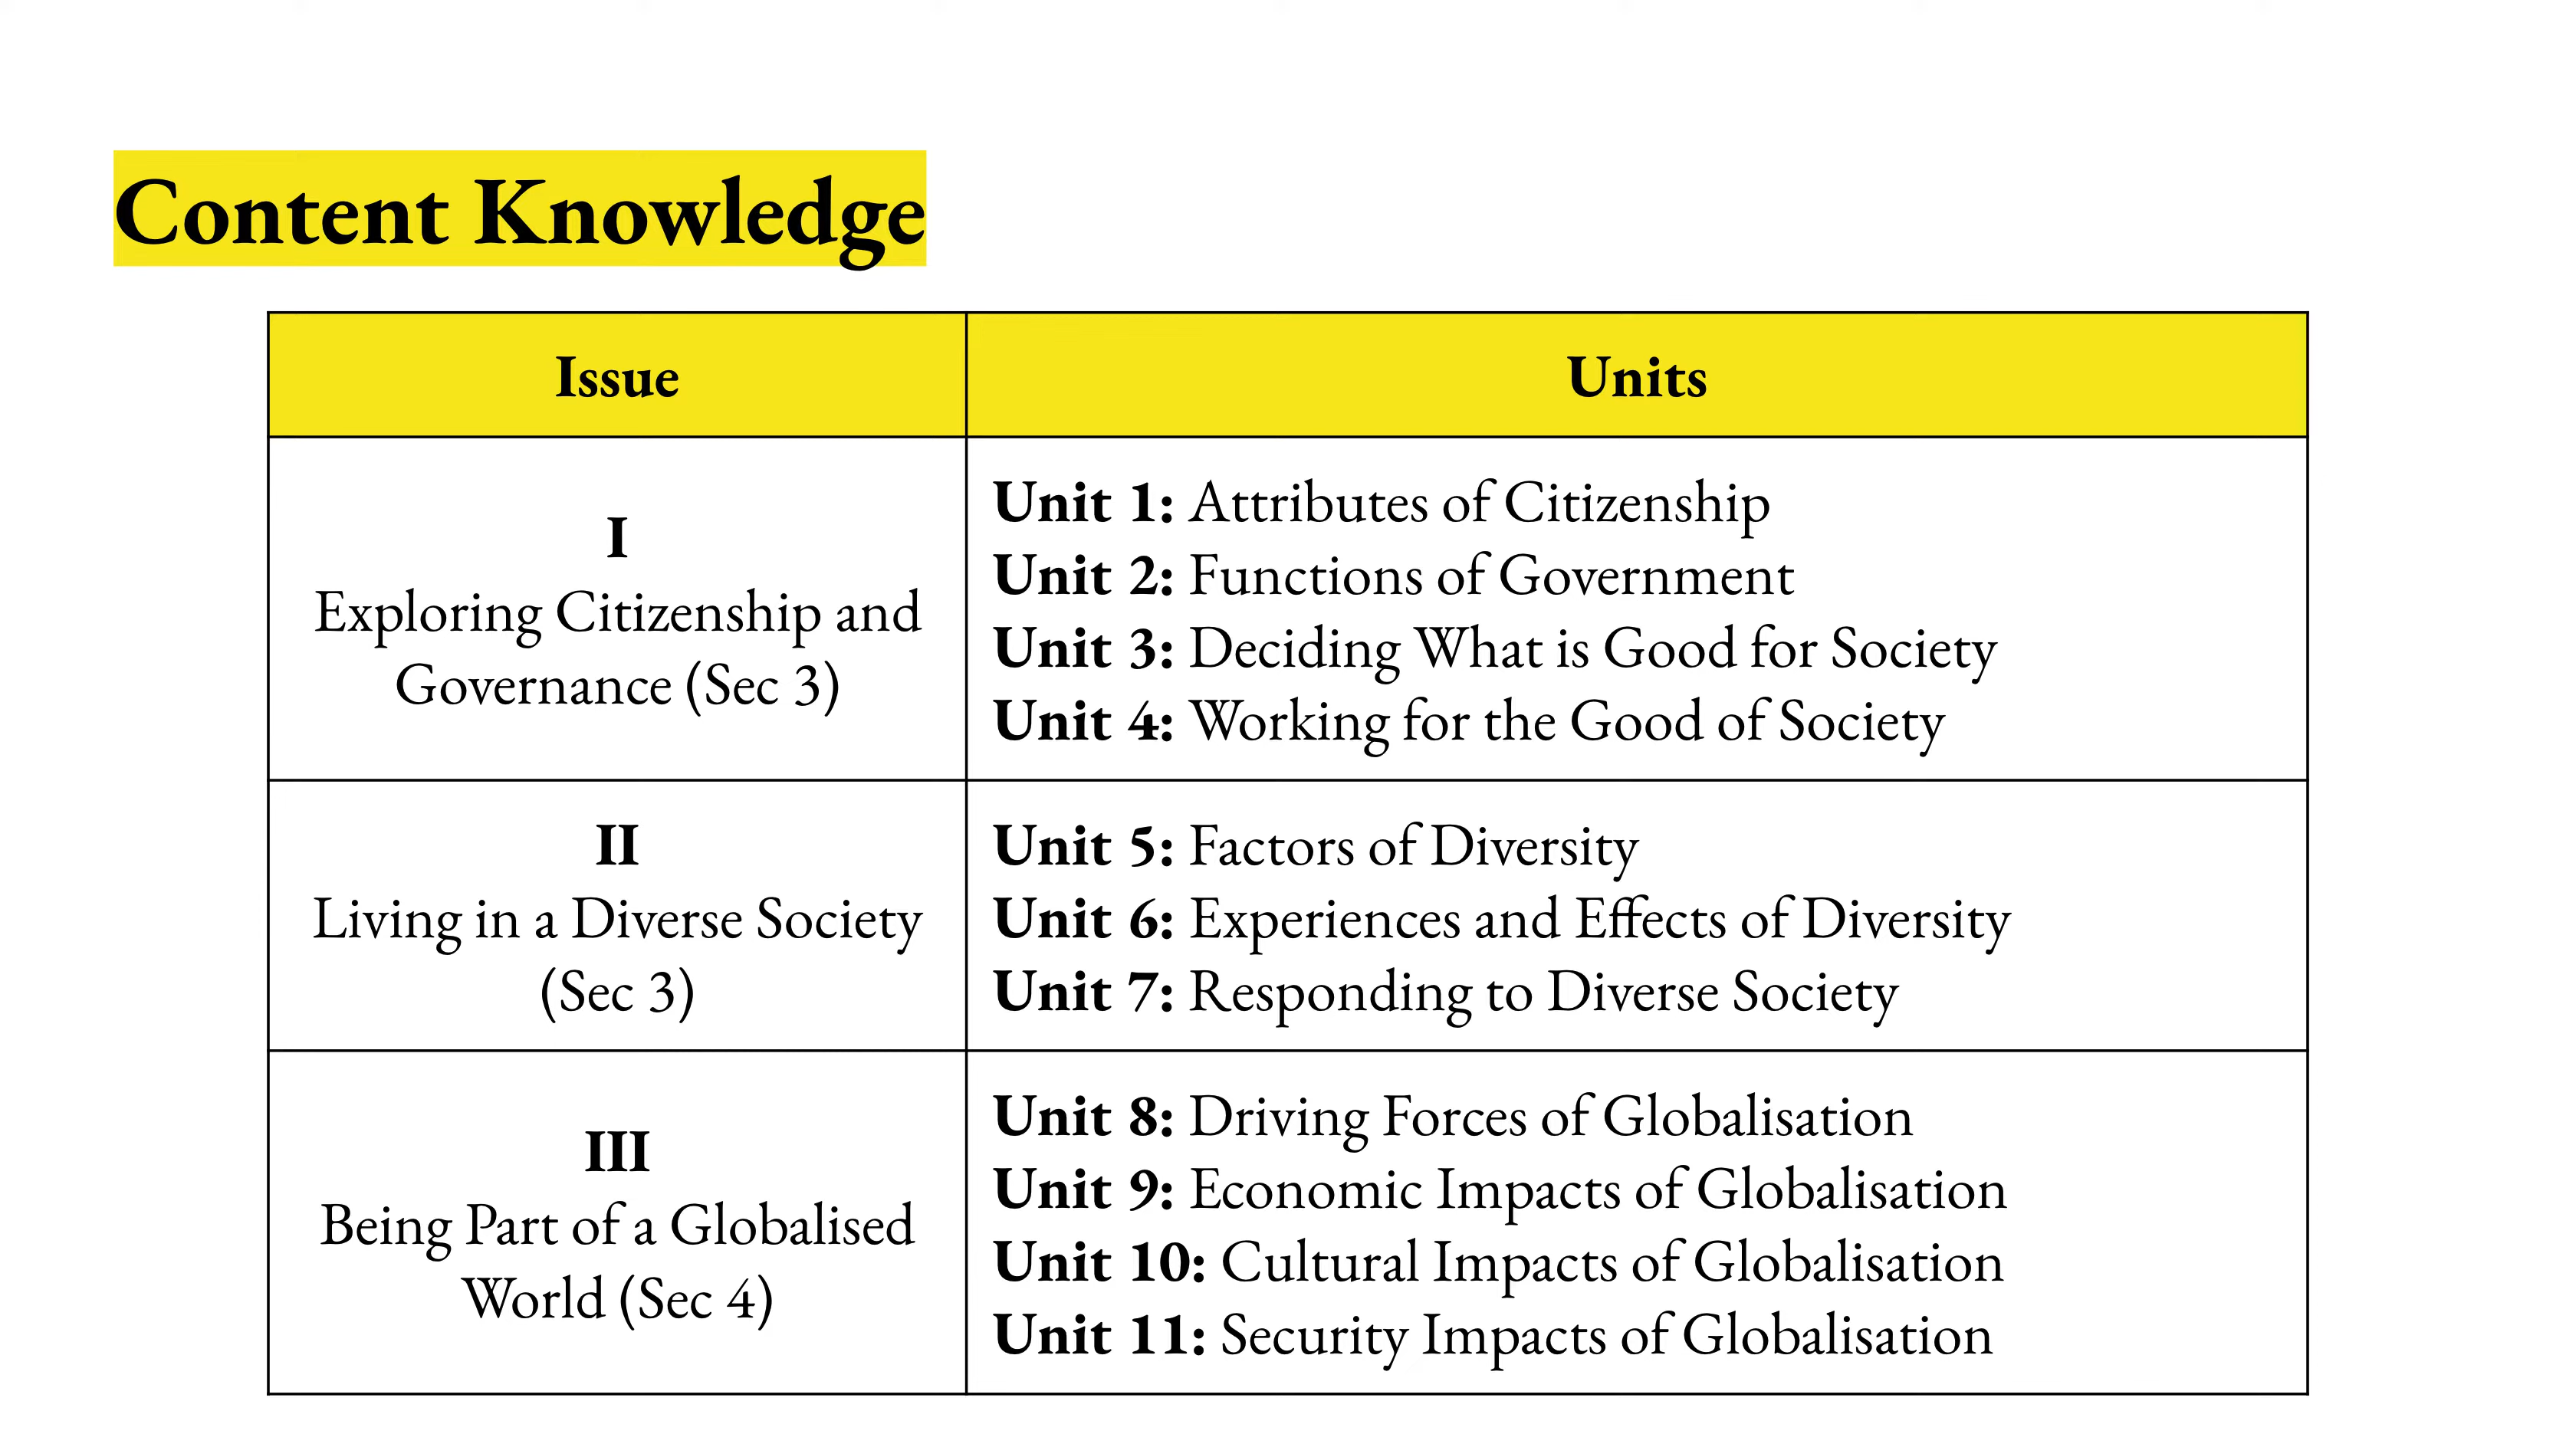 Content Knowledge
Issue
Units
I
Exploring Citizenship and
Governance (Sec 3)
Unit 1: Attributes of Citizenship
Unit 2: Functions of Government
Unit 3: Deciding What is Good for Society
Unit 4: Working for the Good of Society
II
Living in a Diverse Society
(Sec 3)
Unit 5: Factors of Diversity
Unit 6: Experiences and Effects of Diversity
Unit 7: Responding to Diverse Society
III
Being Part of a Globalised
World (Sec 4)
Unit 8: Driving Forces of Globalisation
Unit 9: Economic Impacts of Globalisation
Unit 10: Cultural Impacts of Globalisation
Unit 11: Security Impacts of Globalisation